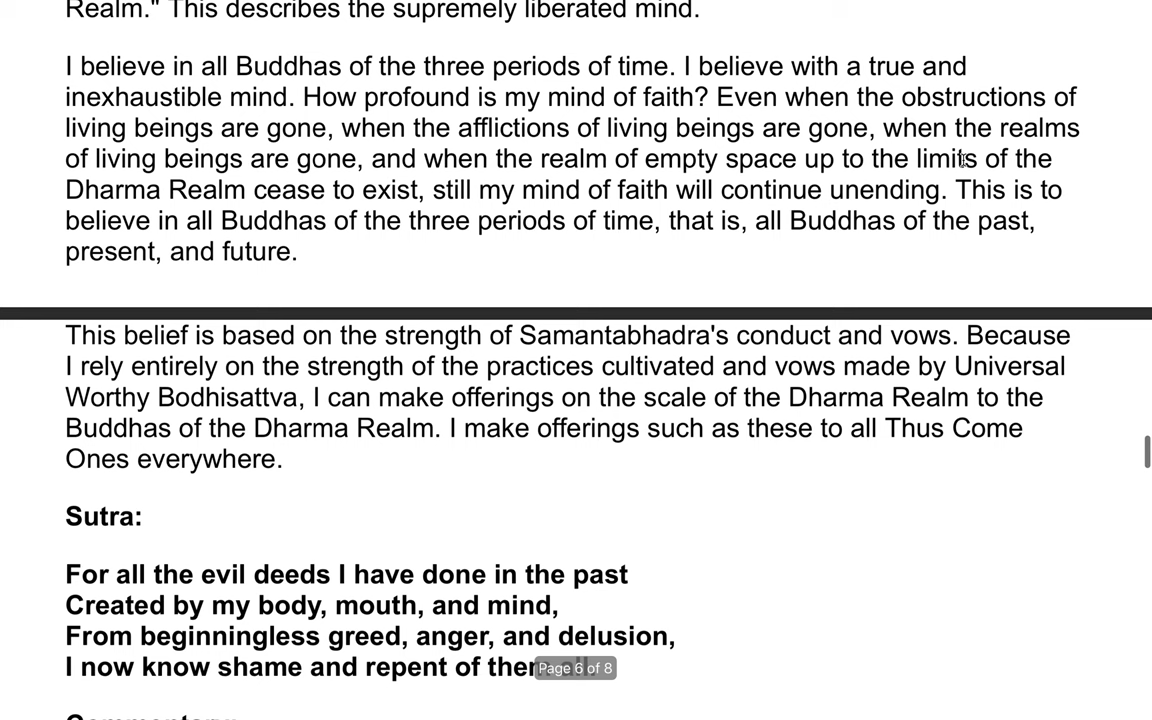 Realm." This describes the supremely liberated mind.
I believe in all Buddhas of the three periods of time. I believe with a true and
inexhaustible mind. How profound is my mind of faith? Even when the obstructions of
living beings are gone, when the afflictions of living beings are gone, when the realms
of living beings are gone, and when the realm of empty space up to the limits of the
Dharma Realm cease to exist, still my mind of faith will continue unending. This is to
believe in all Buddhas of the three periods of time, that is, all Buddhas of the past,
present, and future.
This belief is based on the strength of Samantabhadra's conduct and vows. Because
I rely entirely on the strength of the practices cultivated and vows made by Universal
Worthy Bodhisattva, I can make offerings on the scale of the Dharma Realm to the
Buddhas of the Dharma Realm. I make offerings such as these to all Thus Come
Ones everywhere.
Sutra:
For all the evil deeds I have done in the past
Created by my body, mouth, and mind,
From beginningless greed, anger, and delusion,
I now know shame and repent of them all.
Page 6 of 8
Commentary: